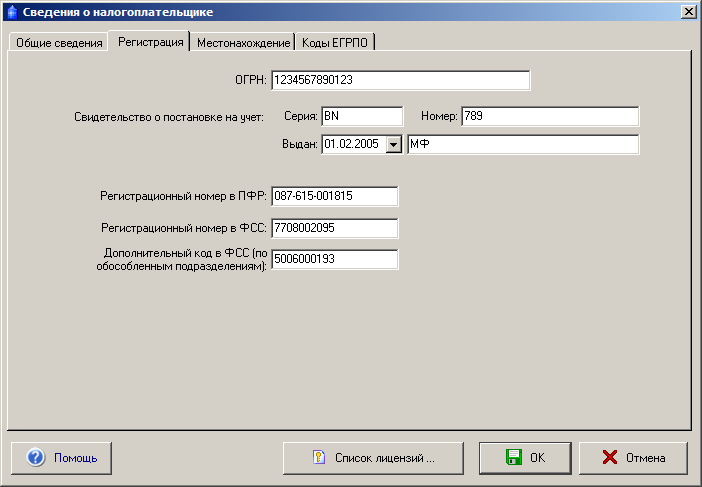 Сведения о налогоплательщике
Общие сведения Регистрация Местонахождение Коды ЕГРПО
ОГРН: 1234567890123
Свидетельство о постановке на учет: Серия: BN Номер: 789
Выдан: 01.02.2005 МФ
Регистрационный номер в ПФР: 087-615-001815
Регистрационный номер в ФСС: 7708002095
Дополнительный код в ФСС (по
обособленным подразделениям): 5006000193
Помощь Список лицензий ... OK Отмена